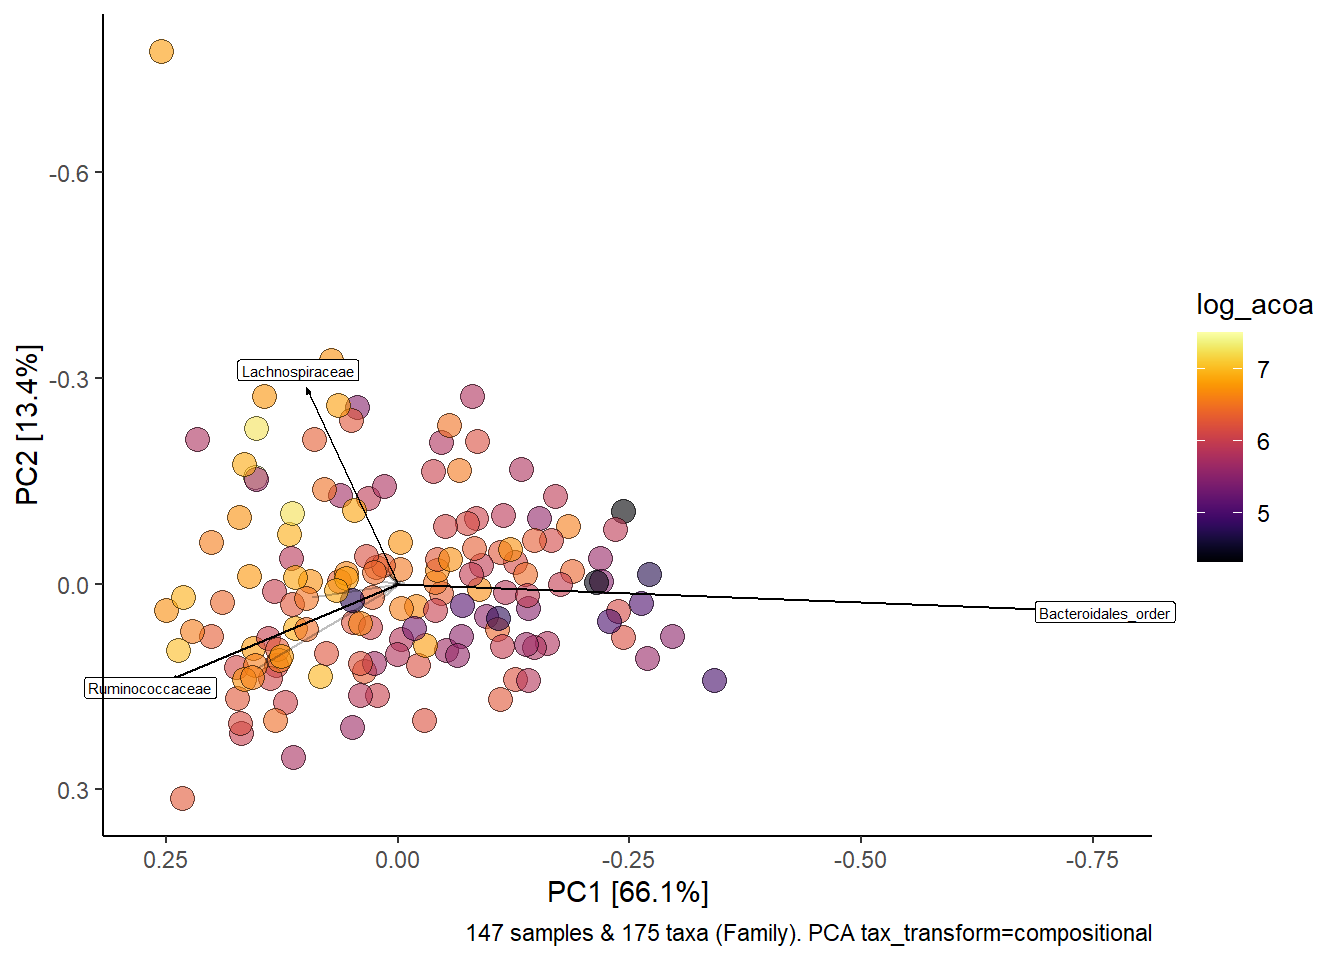 -0.6
-0.3
0.0
0.3
PC2 [13.4%]
Lachnospiraceae
Bacteroidales_order
Ruminococcaceae
0.25
0.00
-0.25
-0.50
-0.75
PC1 [66.1%]
147 samples & 175 taxa (Family). PCA tax_transform=compositional
log_acoa
7
6
5